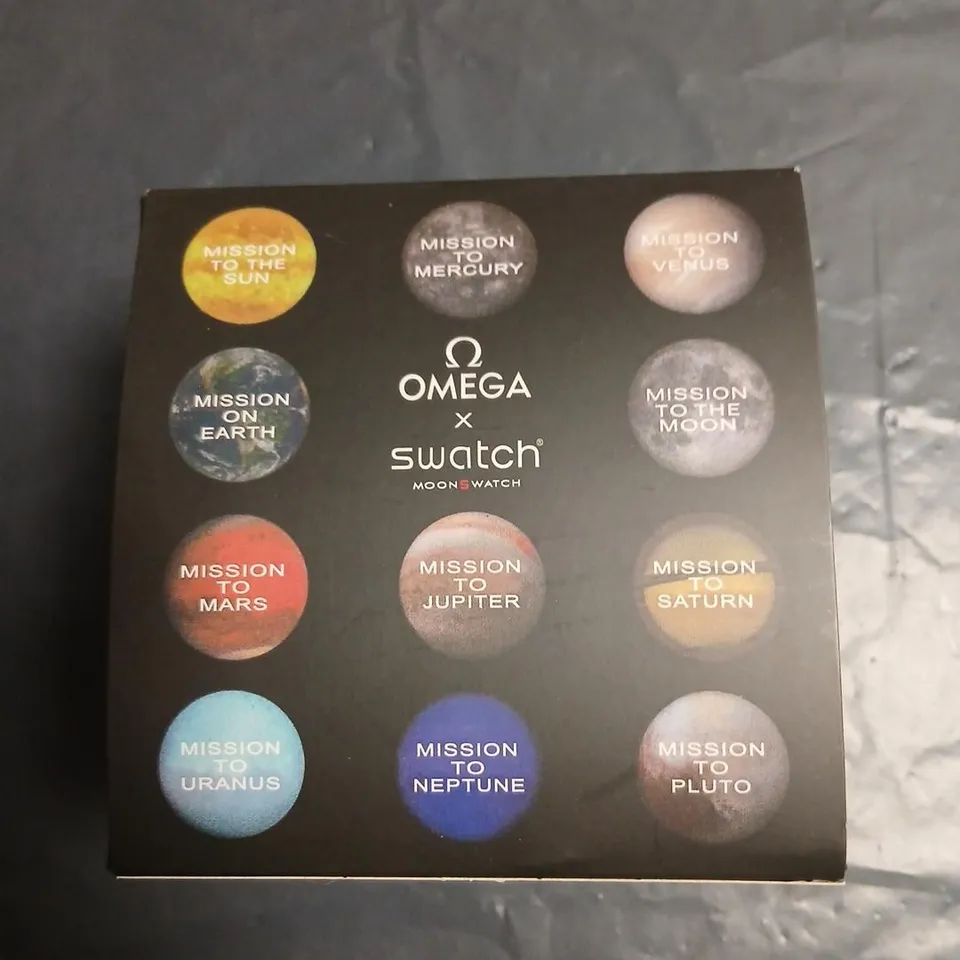 MISSION
TO THE
SUN
MISSION
TO
MERCURY
MISSION
TO
VENUS
Ω
OMEGA
x
swatch®
MOONSWATCH
MISSION
ON
EARTH
MISSION
TO THE
MOON
MISSION
TO
MARS
MISSION
TO
JUPITER
MISSION
TO
SATURN
MISSION
TO
URANUS
MISSION
TO
NEPTUNE
MISSION
TO
PLUTO